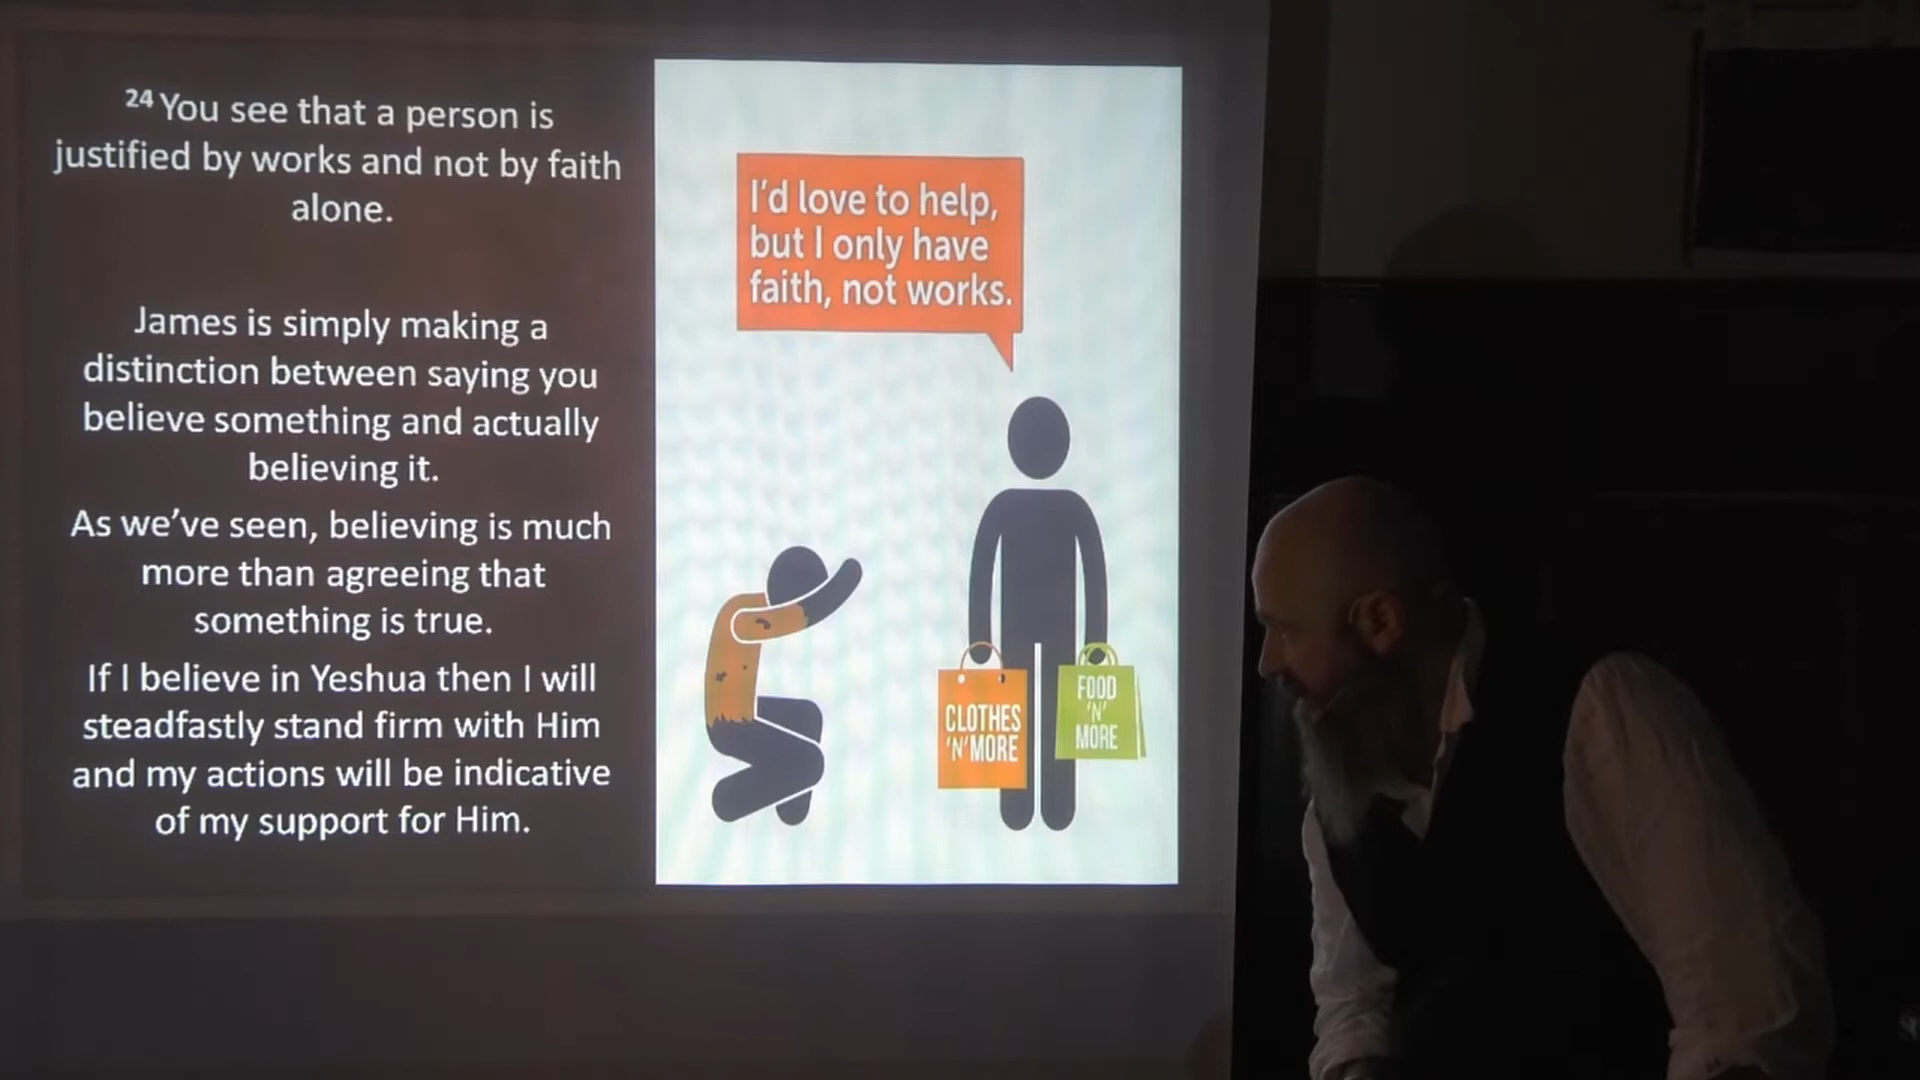 24 You see that a person is
justified by works and not by faith
alone.
James is simply making a
distinction between saying you
believe something and actually
believing it.
As we've seen, believing is much
more than agreeing that
something is true.
If I believe in Yeshua then I will
steadfastly stand firm with Him
and my actions will be indicative
of my support for Him.
I'd love to help,
but I only have
faith, not works.
CLOTHES
'N' MORE
FOOD
'N'
MORE